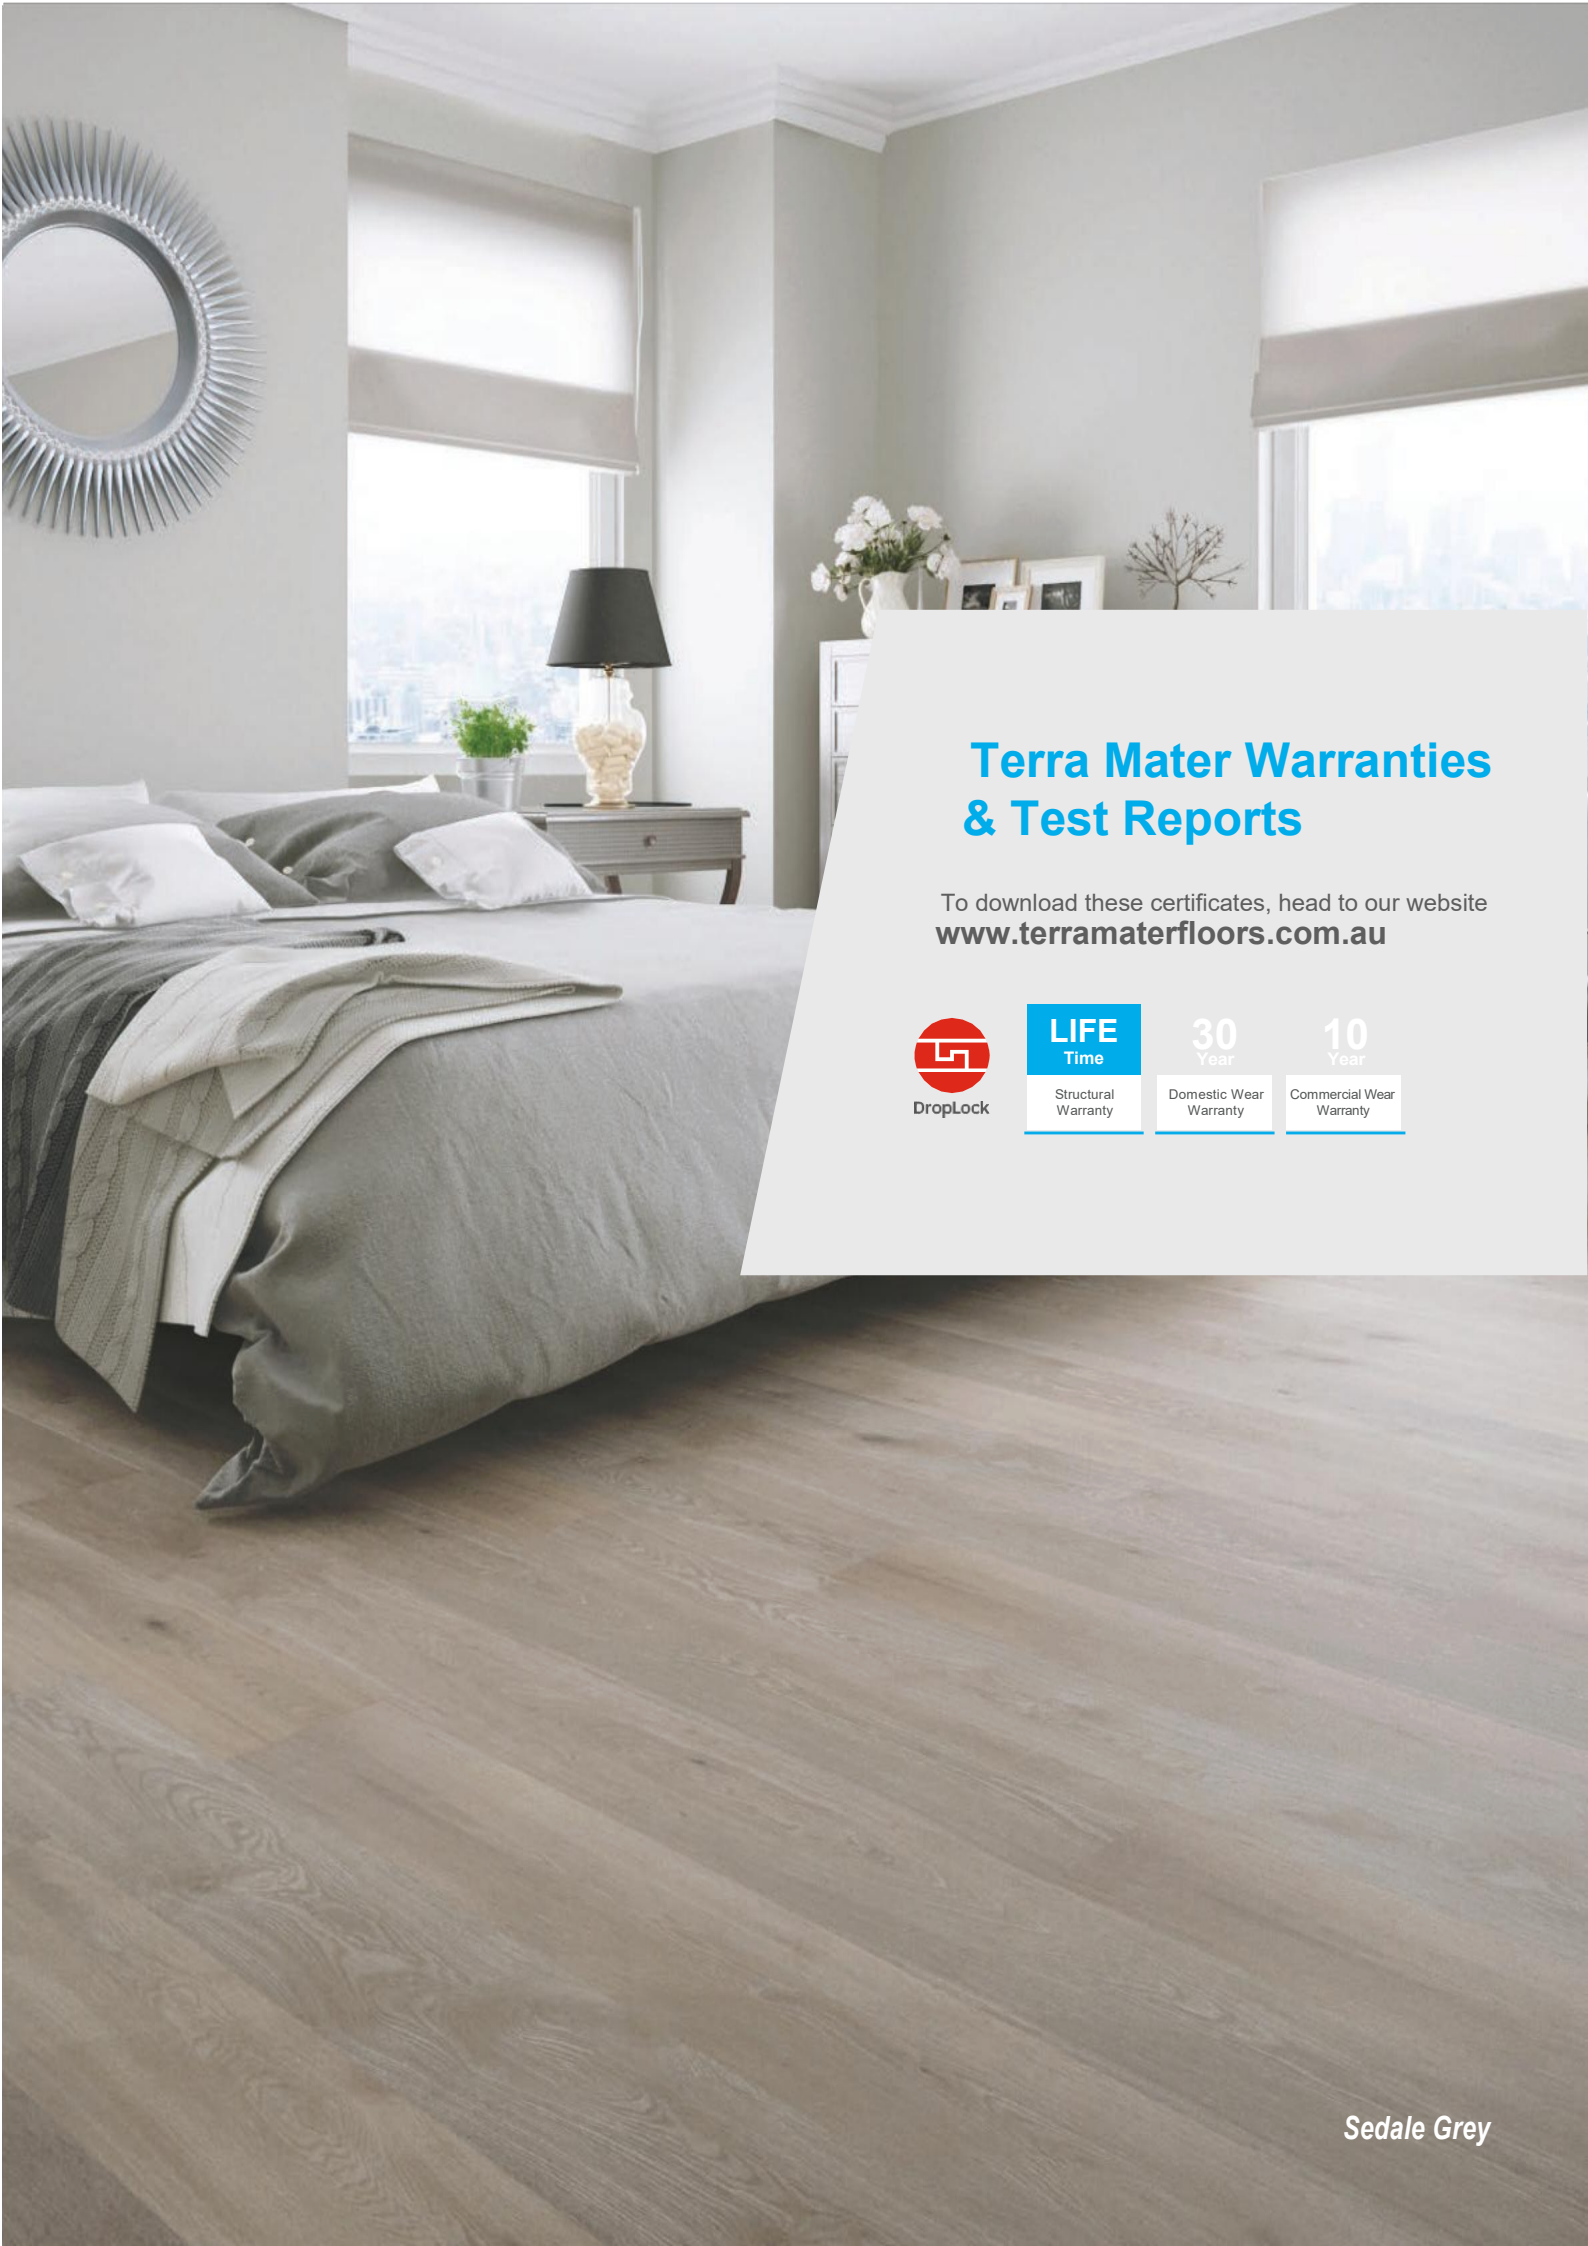 Terra Mater Warranties
& Test Reports
To download these certificates, head to our website
www.terramaterfloors.com.au
DropLock
LIFE
Time
Structural
Warranty
30
Year
Domestic Wear
Warranty
10
Year
Commercial Wear
Warranty
Sedale Grey